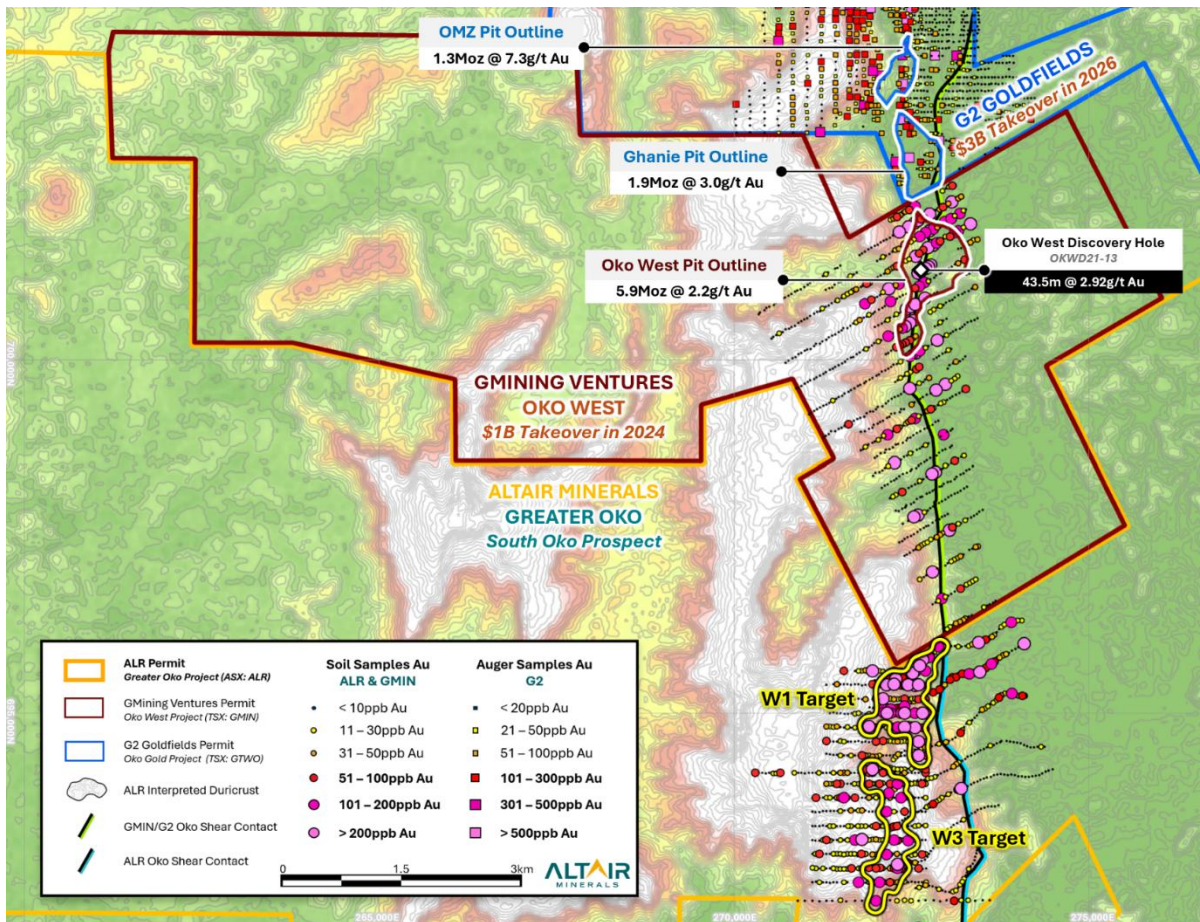 OMZ Pit Outline
1.3Moz @ 7.3g/t Au
G2 GOLDFIELDS
$3B Takeover in 2026
Ghanie Pit Outline
1.9Moz @ 3.0g/t Au
Oko West Discovery Hole
OKWD21-13
43.5m @ 2.92g/t Au
Oko West Pit Outline
5.9Moz @ 2.2g/t Au
GMINING VENTURES
OKO WEST
$1B Takeover in 2024
ALTAIR MINERALS
GREATER OKO
South Oko Prospect
W1 Target
W3 Target
ALR Permit
Greater Oko Project (ASX: ALR)
GMining Ventures Permit
Oko West Project (TSX: GMIN)
G2 Goldfields Permit
Oko Gold Project (TSX: GTWO)
ALR Interpreted Duricrust
GMIN/G2 Oko Shear Contact
ALR Oko Shear Contact
Soil Samples Au
ALR & GMIN
< 10ppb Au
11 – 30ppb Au
31 – 50ppb Au
51 – 100ppb Au
101 – 200ppb Au
> 200ppb Au
Auger Samples Au
G2
< 20ppb Au
21 – 50ppb Au
51 – 100ppb Au
101 – 300ppb Au
301 – 500ppb Au
> 500ppb Au
0 1.5 3km
ALTAIR
MINERALS
265,000E
270,000E
275,000E